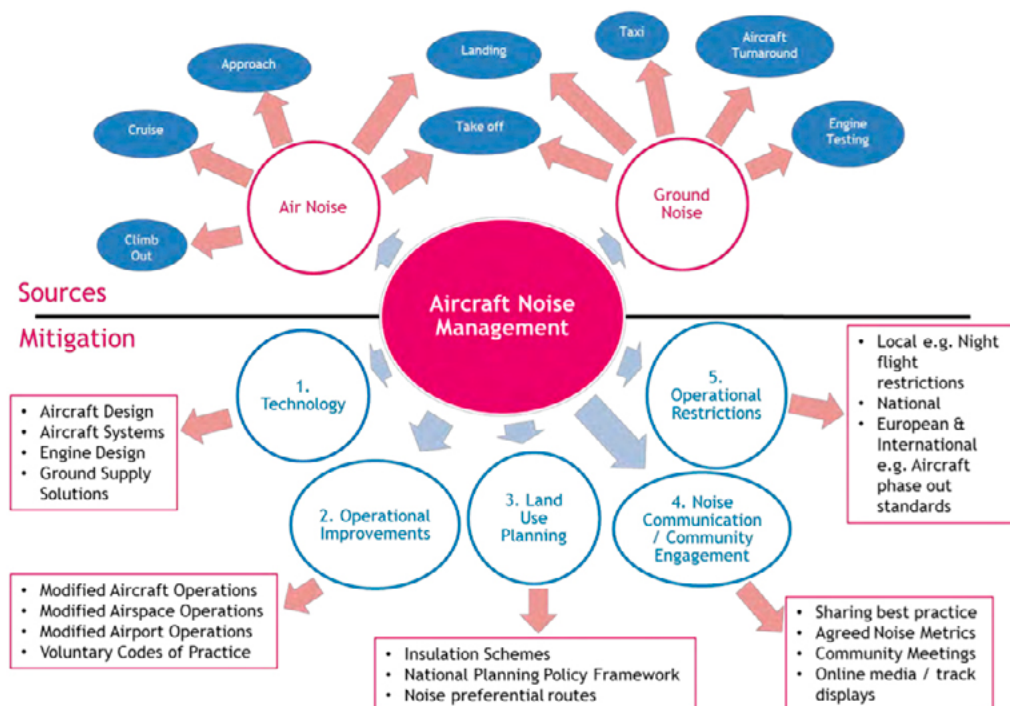 Approach
Landing
Taxi
Aircraft
Turnaround
Cruise
Take off
Engine
Testing
Air Noise
Ground
Noise
Climb
Out
Sources
Aircraft Noise
Management
Mitigation
1.
Technology
• Aircraft Design
• Aircraft Systems
• Engine Design
• Ground Supply
Solutions
2. Operational
Improvements
• Modified Aircraft Operations
• Modified Airspace Operations
• Modified Airport Operations
• Voluntary Codes of Practice
3. Land
Use
Planning
• Insulation Schemes
• National Planning Policy Framework
• Noise preferential routes
4. Noise
Communication
/ Community
Engagement
• Sharing best practice
• Agreed Noise Metrics
• Community Meetings
• Online media / track
displays
5.
Operational
Restrictions
• Local e.g. Night
flight
restrictions
• National
• European &
International
e.g. Aircraft
phase out
standards